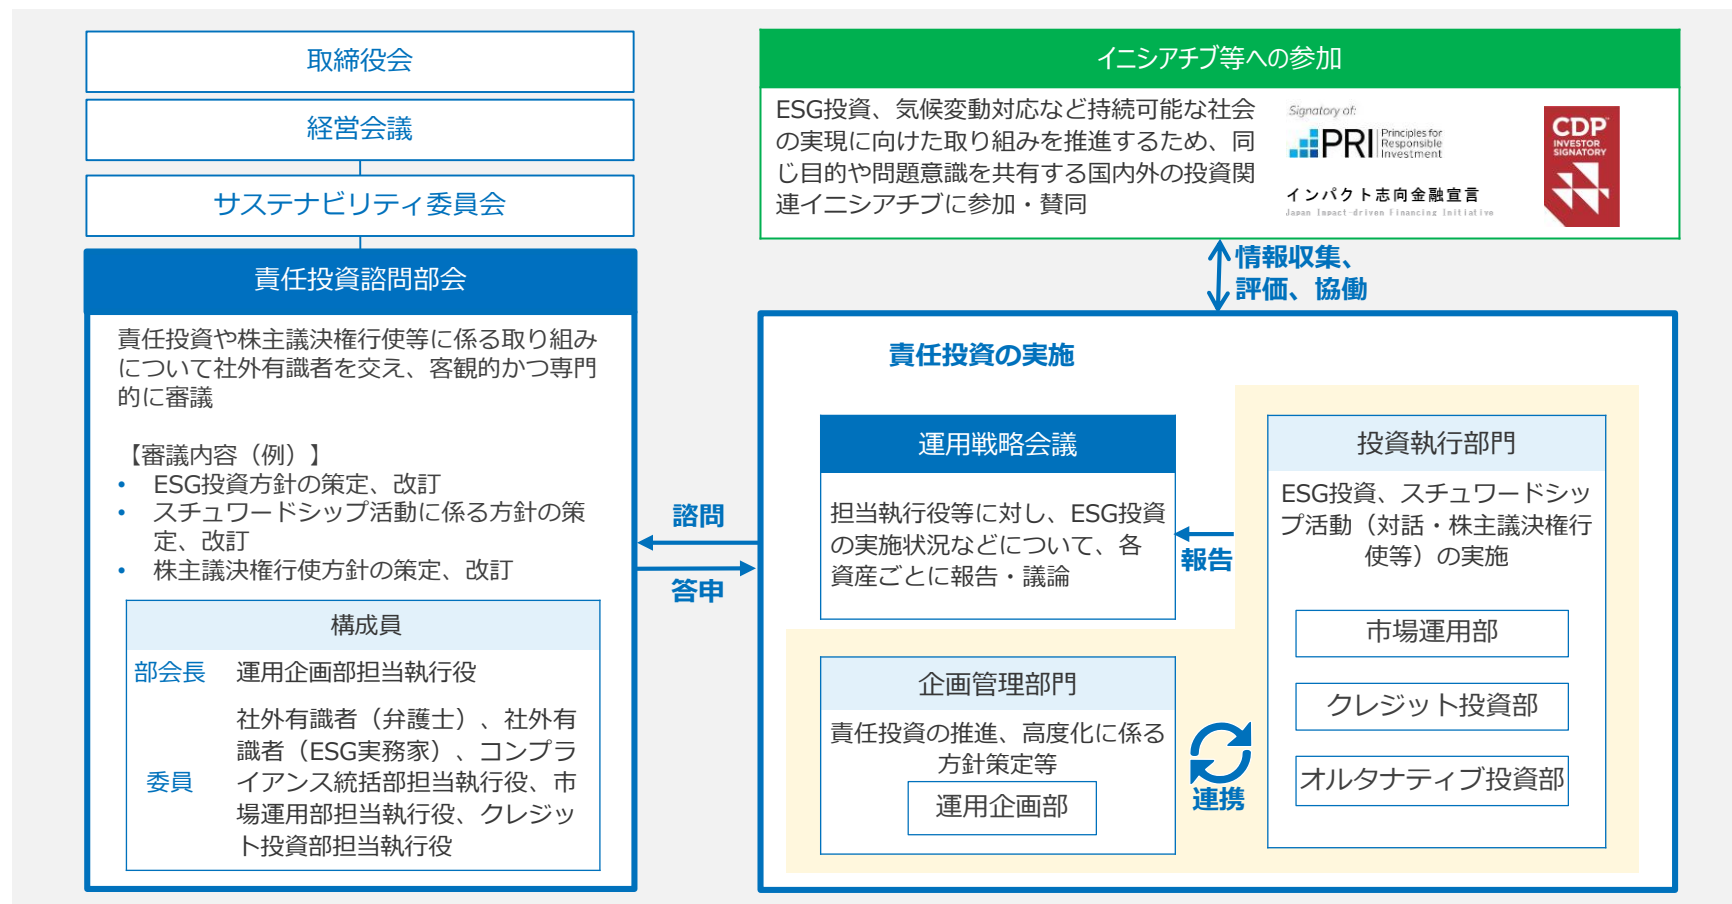 取締役会
経営会議
サステナビリティ委員会
責任投資諮問部会
責任投資や株主議決権行使等に係る取り組み
について社外有識者を交え、客観的かつ専門
的に審議
【審議内容（例）】
• ESG投資方針の策定、改訂
• スチュワードシップ活動に係る方針の策
定、改訂
• 株主議決権行使方針の策定、改訂
構成員
部会長 運用企画部担当執行役
委員
社外有識者（弁護士）、社外有
識者（ESG実務家）、コンプラ
イアンス統括部担当執行役、市
場運用部担当執行役、クレジッ
ト投資部担当執行役
諮問
答申
イニシアチブ等への参加
ESG投資、気候変動対応など持続可能な社会
の実現に向けた取り組みを推進するため、同
じ目的や問題意識を共有する国内外の投資関
連イニシアチブに参加・賛同
Signatory of:
PRI
Principles for
Responsible
Investment
インパクト志向金融宣言
Japan Impact-driven Financing Initiative
CDP
INVESTOR
SIGNATORY
情報収集、
評価、協働
責任投資の実施
運用戦略会議
担当執行役等に対し、ESG投資
の実施状況などについて、各
資産ごとに報告・議論
報告
投資執行部門
ESG投資、スチュワードシッ
プ活動（対話・株主議決権行
使等）の実施
市場運用部
クレジット投資部
オルタナティブ投資部
企画管理部門
責任投資の推進、高度化に係る
方針策定等
運用企画部
連携